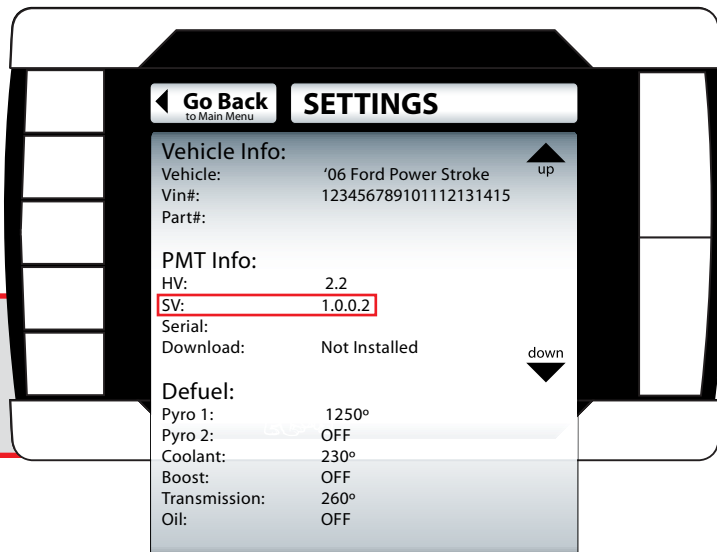 Go Back
to Main Menu
SETTINGS
Vehicle Info:
up
Vehicle: '06 Ford Power Stroke
Vin#: 123456789101112131415
Part#:
PMT Info:
HV: 2.2
SV: 1.0.0.2
Serial:
Download: Not Installed
down
Defuel:
Pyro 1: 1250º
Pyro 2: OFF
Coolant: 230º
Boost: OFF
Transmission: 260º
Oil: OFF